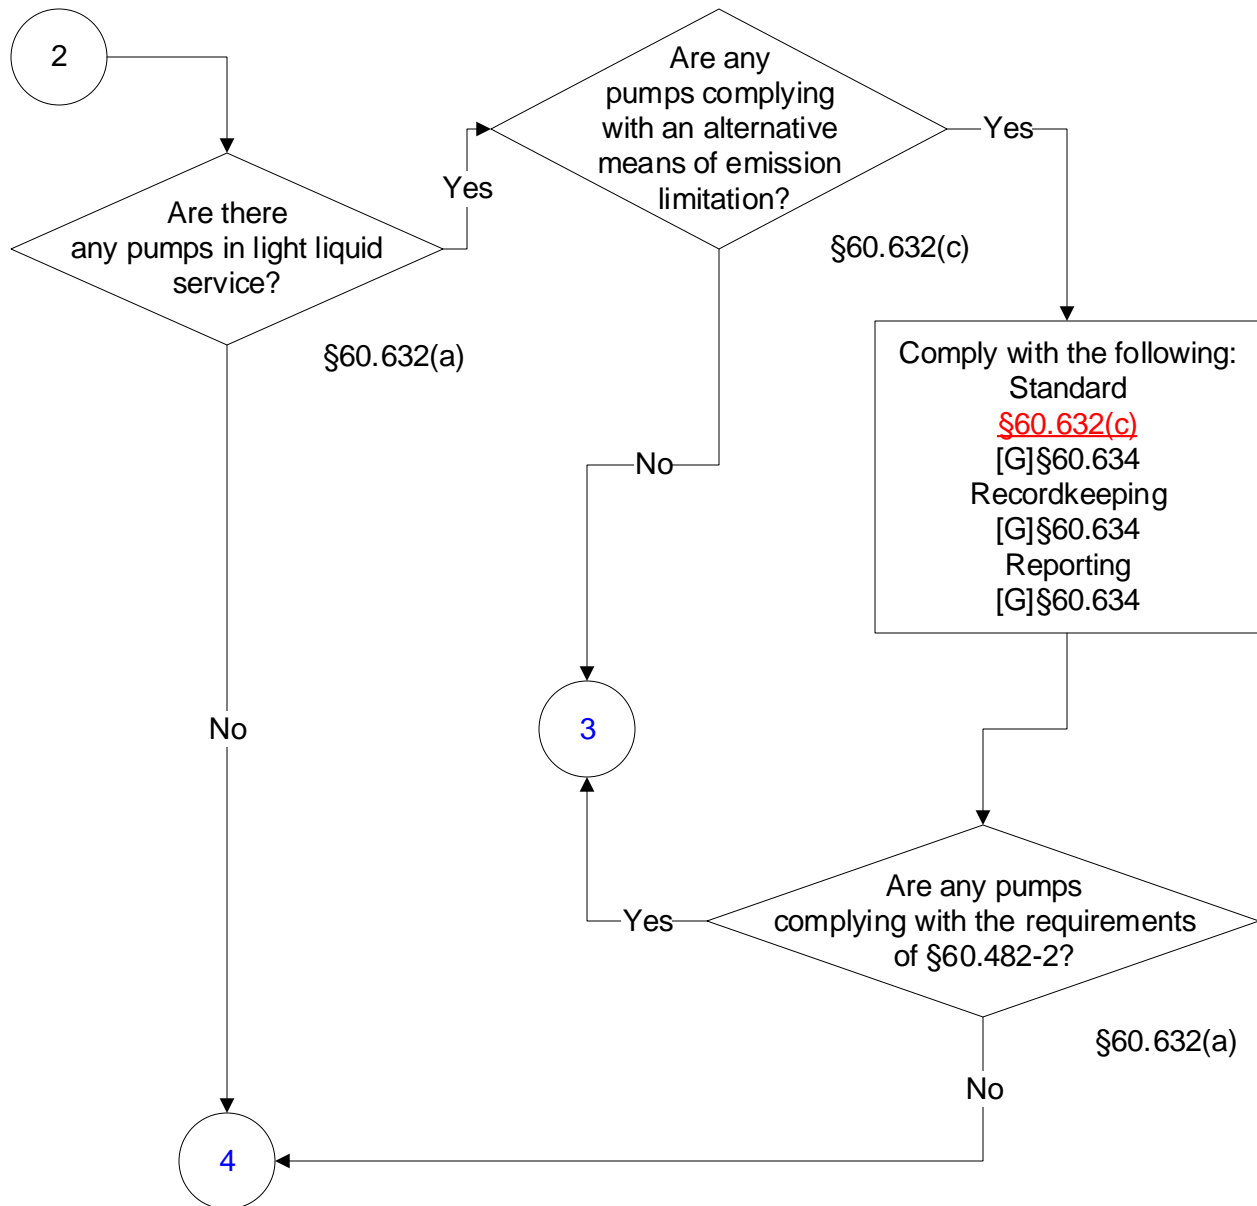 2
Are there
any pumps in light liquid
service?
§60.632(a)
Yes
Are any
pumps complying
with an alternative
means of emission
limitation?
§60.632(c)
Yes
Comply with the following:
Standard
§60.632(c)
[G]§60.634
Recordkeeping
[G]§60.634
Reporting
[G]§60.634
No
3
No
Yes
Are any pumps
complying with the requirements
of §60.482-2?
§60.632(a)
No
4